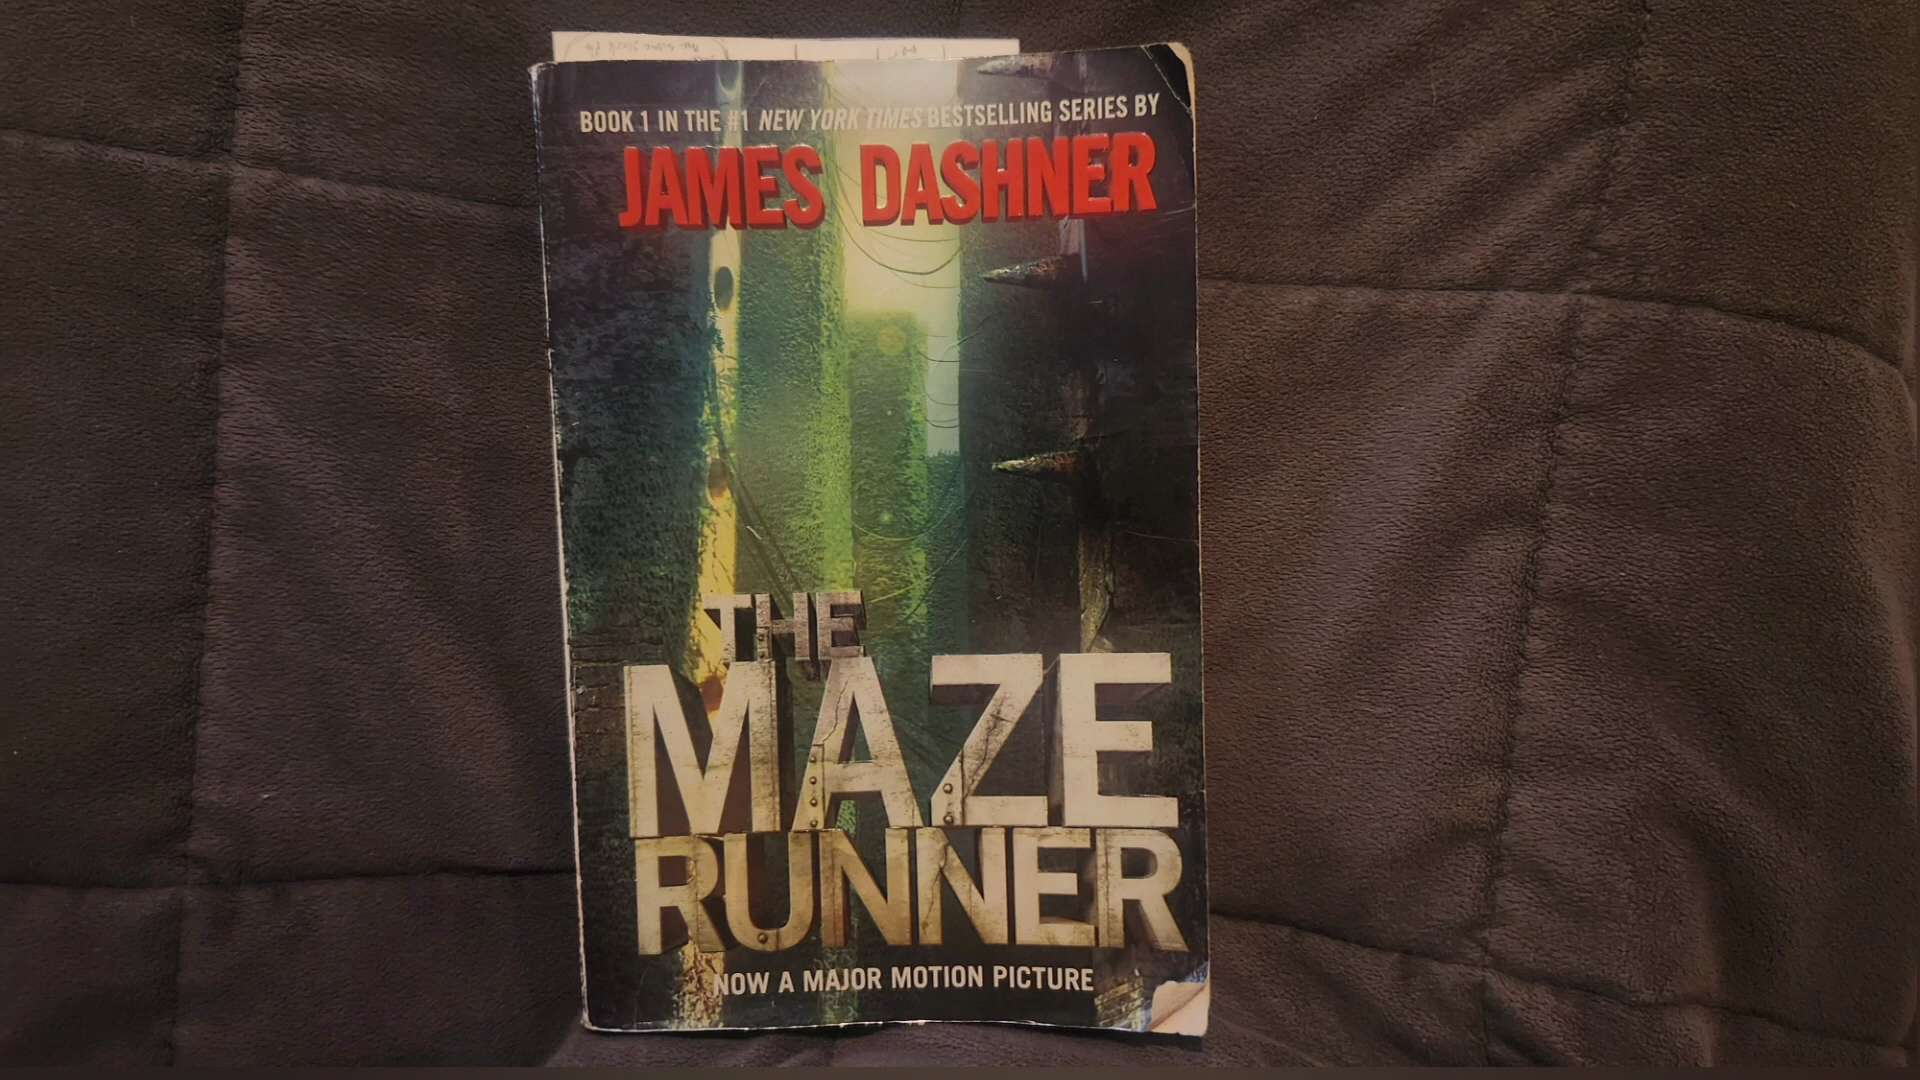 BOOK 1 IN THE #1 NEW YORK TIMES BESTSELLING SERIES BY
JAMES DASHNER
THE
MAZE
RUNNER
NOW A MAJOR MOTION PICTURE